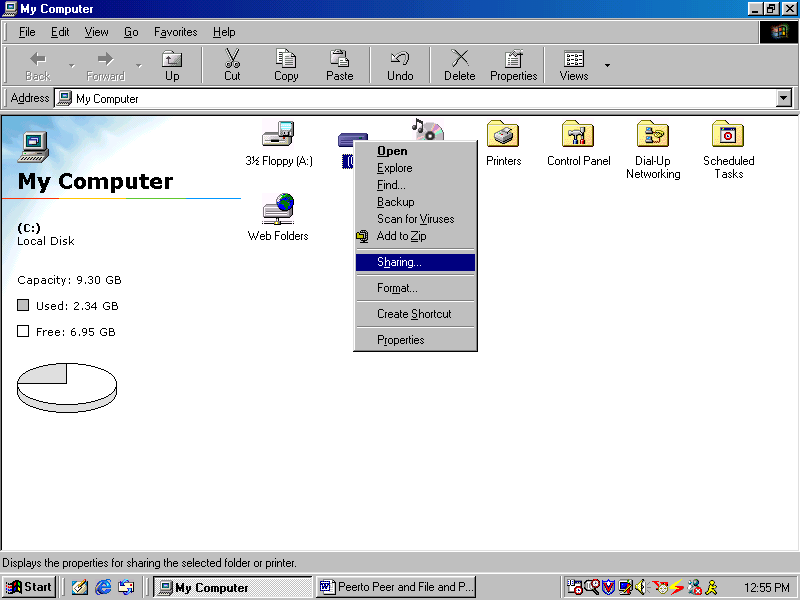 My Computer
File Edit View Go Favorites Help
Back Forward Up Cut Copy Paste Undo Delete Properties Views
Address My Computer
My Computer
(C:)
Local Disk
Capacity: 9.30 GB
Used: 2.34 GB
Free: 6.95 GB
3½ Floppy (A:)
Printers
Control Panel
Dial-Up
Networking
Scheduled
Tasks
Web Folders
Open
Explore
Find...
Backup
Scan for Viruses
Add to Zip
Sharing...
Format...
Create Shortcut
Properties
Displays the properties for sharing the selected folder or printer.
Start My Computer Peerto Peer and File and P... 12:55 PM